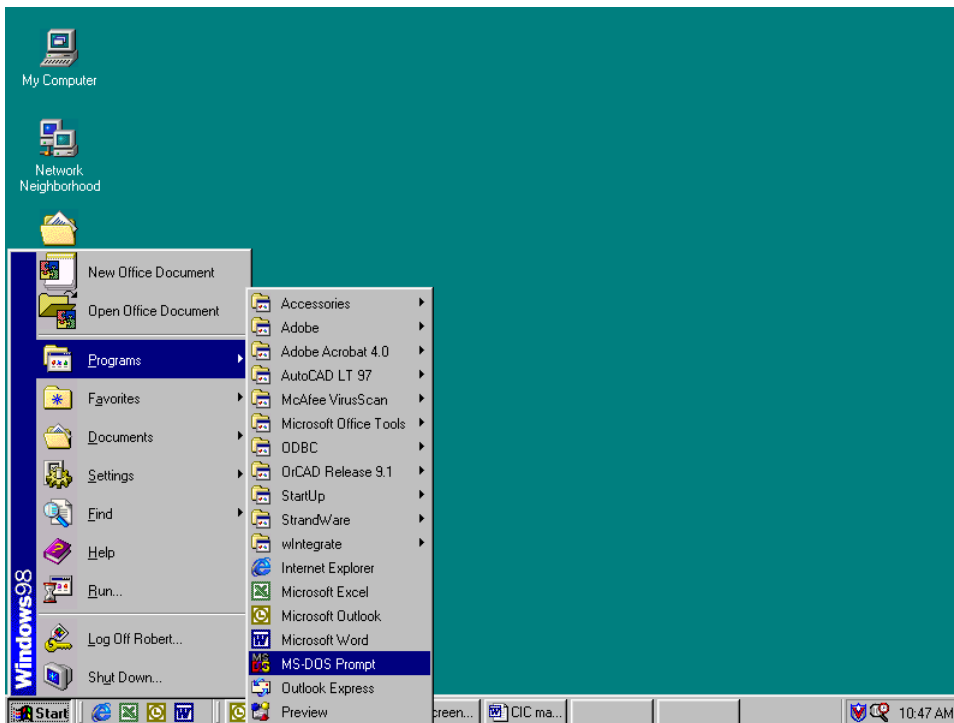 My Computer
Network
Neighborhood
New Office Document
Open Office Document
Programs
Favorites
Documents
Settings
Find
Help
Run...
Log Off Robert...
Shut Down...
Windows98
Accessories
Adobe
Adobe Acrobat 4.0
AutoCAD LT 97
McAfee VirusScan
Microsoft Office Tools
ODBC
OrCAD Release 9.1
StartUp
StrandWare
wIntegrate
Internet Explorer
Microsoft Excel
Microsoft Outlook
Microsoft Word
MS-DOS Prompt
Outlook Express
Preview
Start
creen...
CIC ma...
10:47 AM